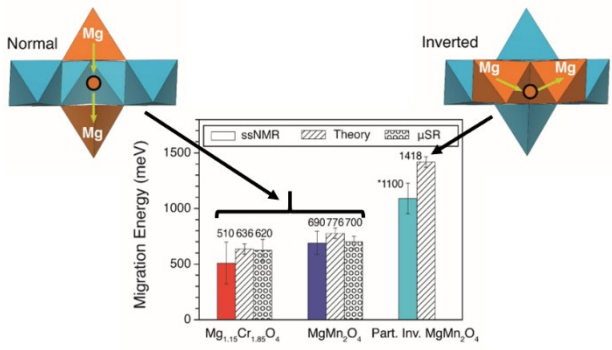 Normal
Mg
Mg
Inverted
Mg Mg
ssNMR Theory μSR
Migration Energy (meV)
1500
1000
500
0
510 636 620
690 776 700
*1100
1418
Mg₁.₁₅Cr₁.₈₅O₄ MgMn₂O₄ Part. Inv. MgMn₂O₄